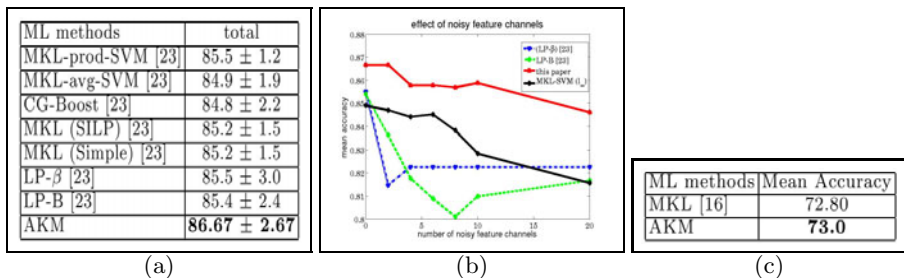 ML methods total
MKL-prod-SVM [23] 85.5 ± 1.2
MKL-avg-SVM [23] 84.9 ± 1.9
CG-Boost [23] 84.8 ± 2.2
MKL (SILP) [23] 85.2 ± 1.5
MKL (Simple) [23] 85.2 ± 1.5
LP-β [23] 85.5 ± 3.0
LP-B [23] 85.4 ± 2.4
AKM 86.67 ± 2.67
(a)
effect of noisy feature channels
0.88
0.87
0.86
0.85
0.84
0.83
0.82
0.81
0.8
mean accuracy
(LP-β) [23]
LP-B [23]
this paper
MKL-SVM (l∞)
0 5 10 15 20
number of noisy feature channels
(b)
ML methods Mean Accuracy
MKL [16] 72.80
AKM 73.0
(c)